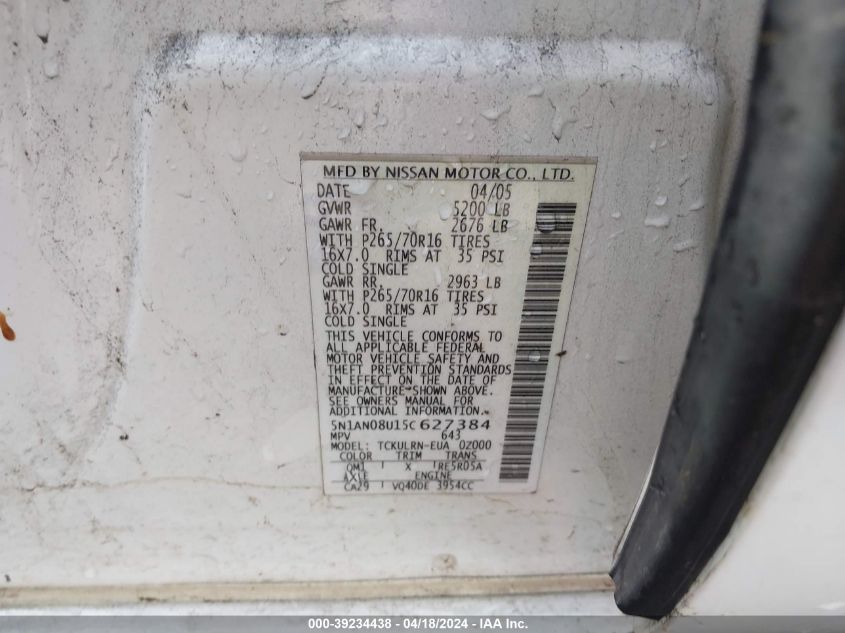 MFD BY NISSAN MOTOR CO., LTD.
DATE 04/05
GVWR 5200 LB
GAWR FR. 2676 LB
WITH P265/70R16 TIRES
16X7.0 RIMS AT 35 PSI
COLD SINGLE
GAWR RR. 2963 LB
WITH P265/70R16 TIRES
16X7.0 RIMS AT 35 PSI
COLD SINGLE
THIS VEHICLE CONFORMS TO
ALL APPLICABLE FEDERAL
MOTOR VEHICLE SAFETY AND
THEFT PREVENTION STANDARDS
IN EFFECT ON THE DATE OF
MANUFACTURE SHOWN ABOVE.
SEE OWNERS MANUAL FOR
ADDITIONAL INFORMATION.
5N1AN08U15C627384
MPV 643
MODEL: TCKULRN-EUA 02000
COLOR TRIM TRANS
QM1 X RE5R05A
AXLE ENGINE
CA29 VQ40DE 3954CC
000-39234438 - 04/18/2024 - IAA Inc.